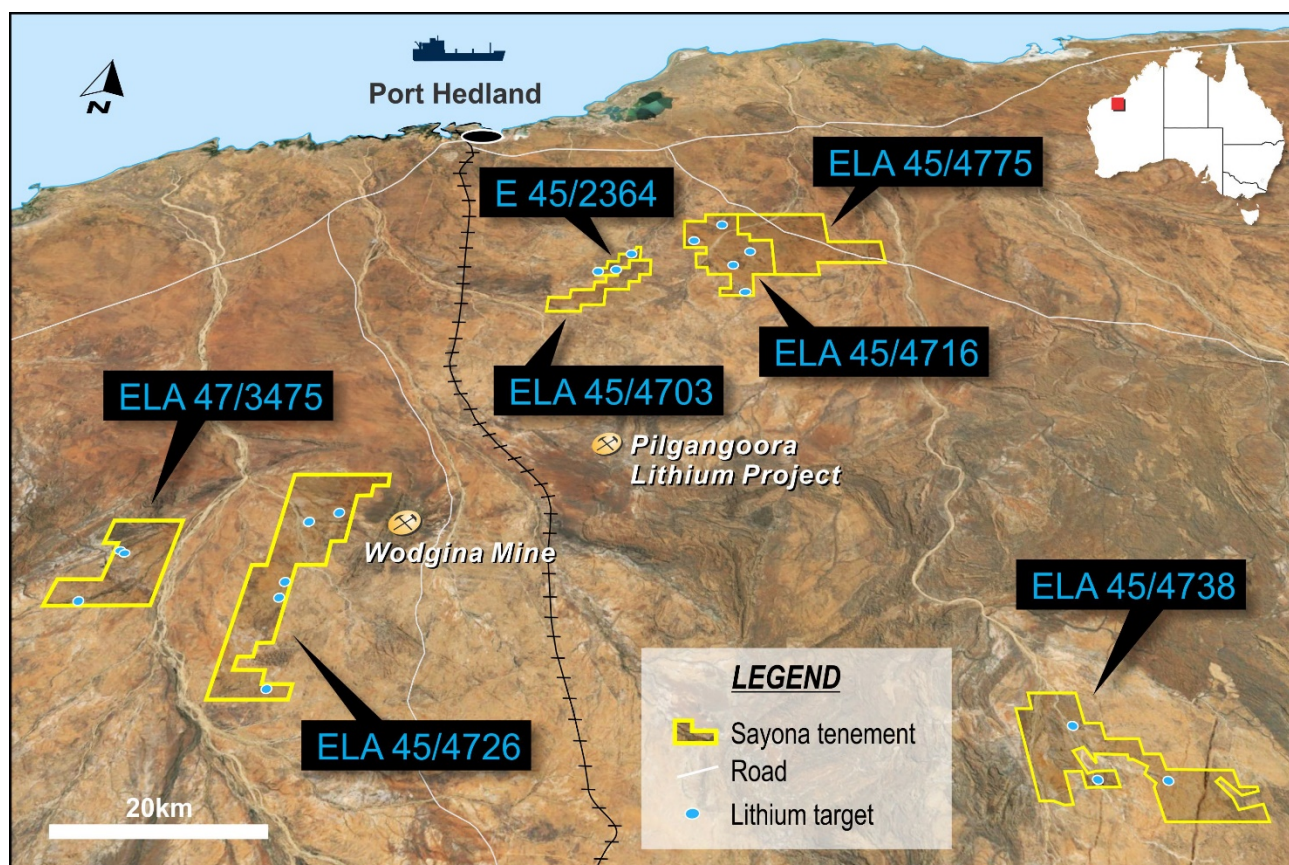 N
Port Hedland
ELA 45/4775
E 45/2364
ELA 45/4716
ELA 45/4703
ELA 47/3475
Pilgangoora
Lithium Project
Wodgina Mine
ELA 45/4738
ELA 45/4726
LEGEND
Sayona tenement
Road
Lithium target
20km